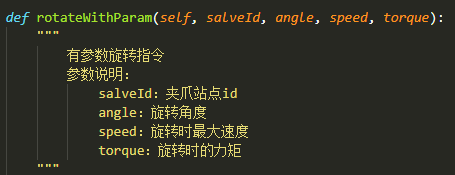 def rotateWithParam(self, salveId, angle, speed, torque):
"""
有参数旋转指令
参数说明:
salveId: 夹爪站点id
angle: 旋转角度
speed: 旋转时最大速度
torque: 旋转时的力矩
"""